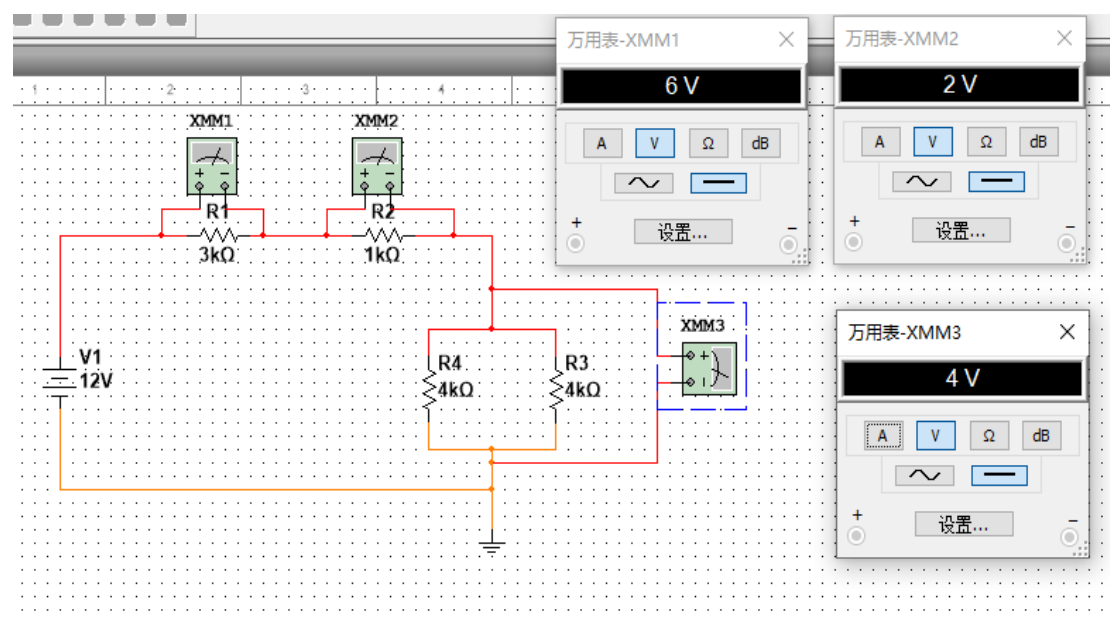 万用表-XMM1
6 V
A V Ω dB
+ −
设置...
万用表-XMM2
2 V
A V Ω dB
+ −
设置...
1 2 3 4
XMM1
+ −
XMM2
+ −
R1
3kΩ
R2
1kΩ
V1
12V
R4
4kΩ
R3
4kΩ
XMM3
+
万用表-XMM3
4 V
A V Ω dB
+ −
设置...